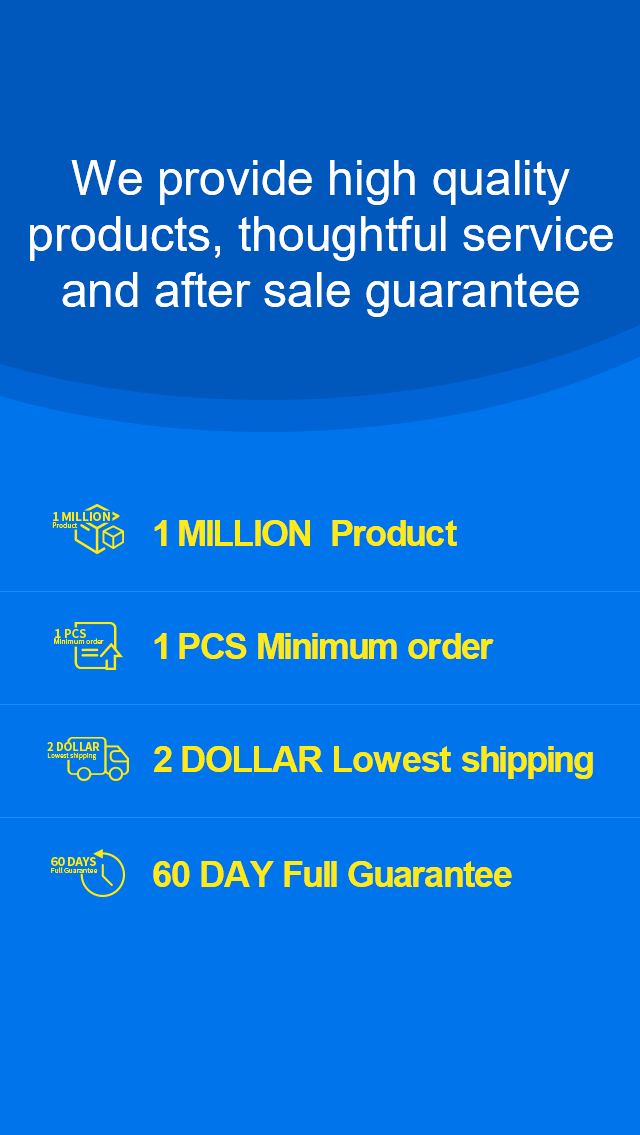 We provide high quality
products, thoughtful service
and after sale guarantee
1 MILLION
Product
1 MILLION  Product
1 PCS
Minimum order
1 PCS Minimum order
2 DOLLAR
Lowest shipping
2 DOLLAR Lowest shipping
60 DAYS
Full Guarantee
60 DAY Full Guarantee